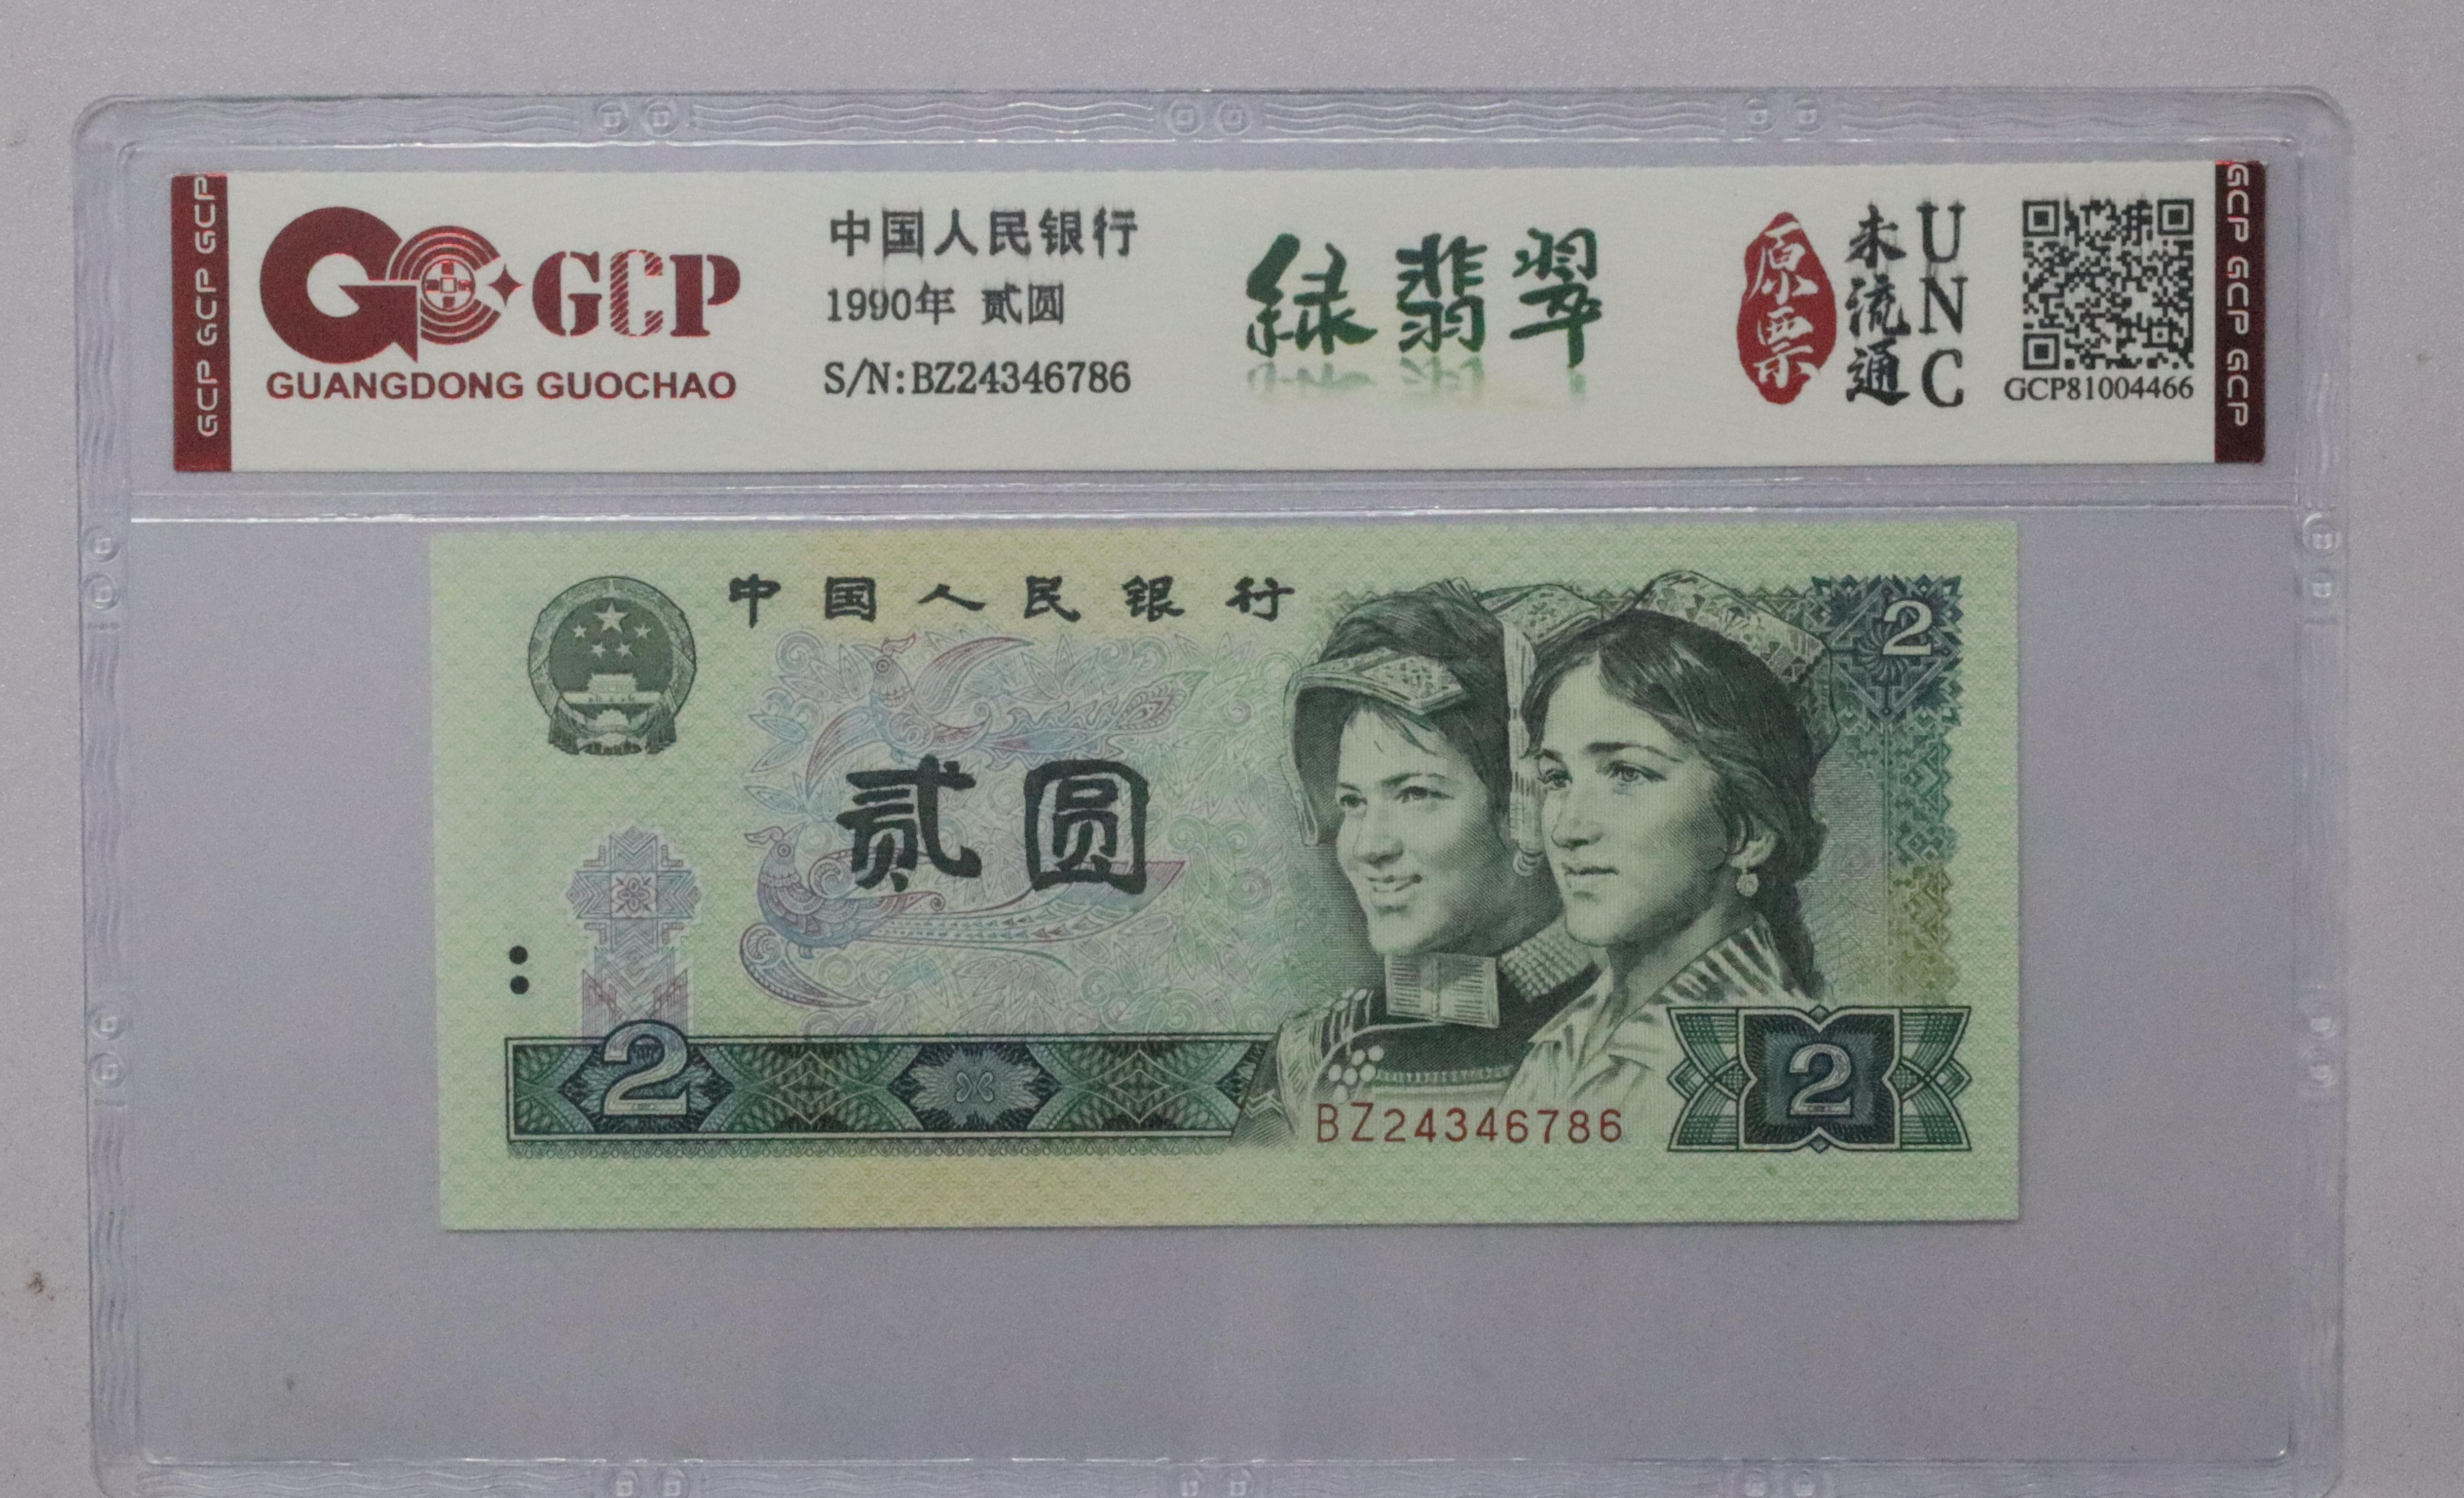 GCP GCP GCP
GCP
GUANGDONG GUOCHAO
中国人民银行
1990年 贰圆
S/N:BZ24346786
緑翡翠
原票
未流通
UNC
GCP81004466
GCP GCP GCP
中国人民银行
2
贰圆
2
2
BZ24346786